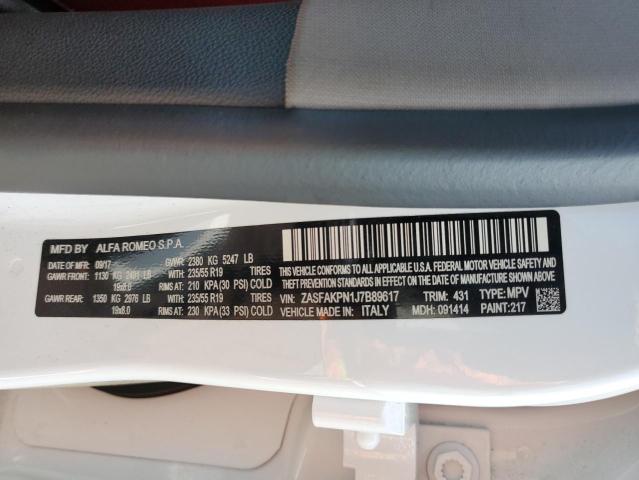 MFD BY ALFA ROMEO S.P.A.
DATE OF MFR: 09/17 GVWR: 2380 KG 5247 LB
GAWR FRONT: 1130 KG 2491 LB WITH TIRES
19x8.0 RIMS AT: 235/55 R19 210 KPA (30 PSI) COLD
GAWR REAR: 1350 KG 2976 LB WITH TIRES
19x8.0 RIMS AT: 235/55 R19 230 KPA (33 PSI) COLD
THIS VEHICLE CONFORMS TO ALL APPLICABLE U.S.A. FEDERAL MOTOR VEHICLE SAFETY, BUMPER, AND
THEFT PREVENTION STANDARDS IN EFFECT ON THE DATE OF MANUFACTURE SHOWN ABOVE.
VIN: ZASFAKPN1J7B89617 TRIM: 431 TYPE: MPV
VEHICLE MADE IN: ITALY MDH: 091414 PAINT: 217